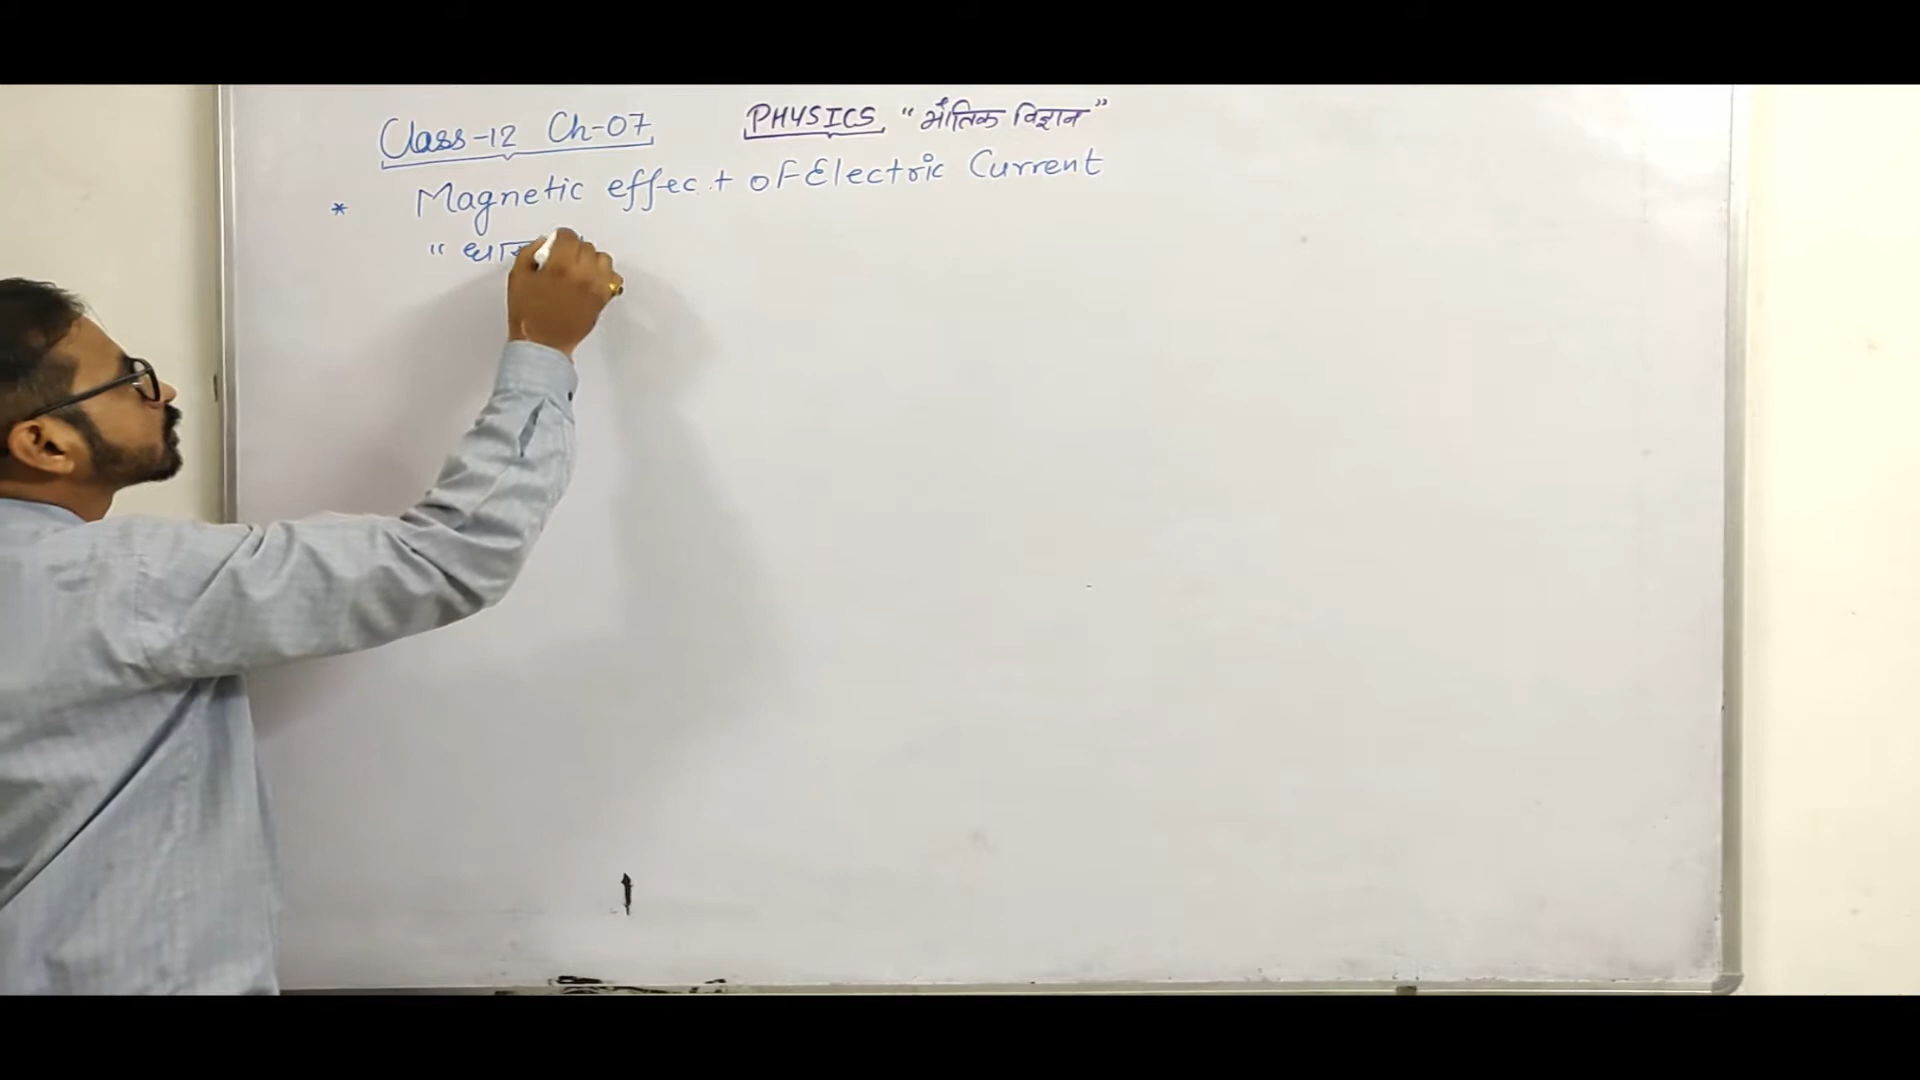 Class-12 Ch-07
PHYSICS "भौतिक विज्ञान"
* Magnetic effect of Electric Current
"